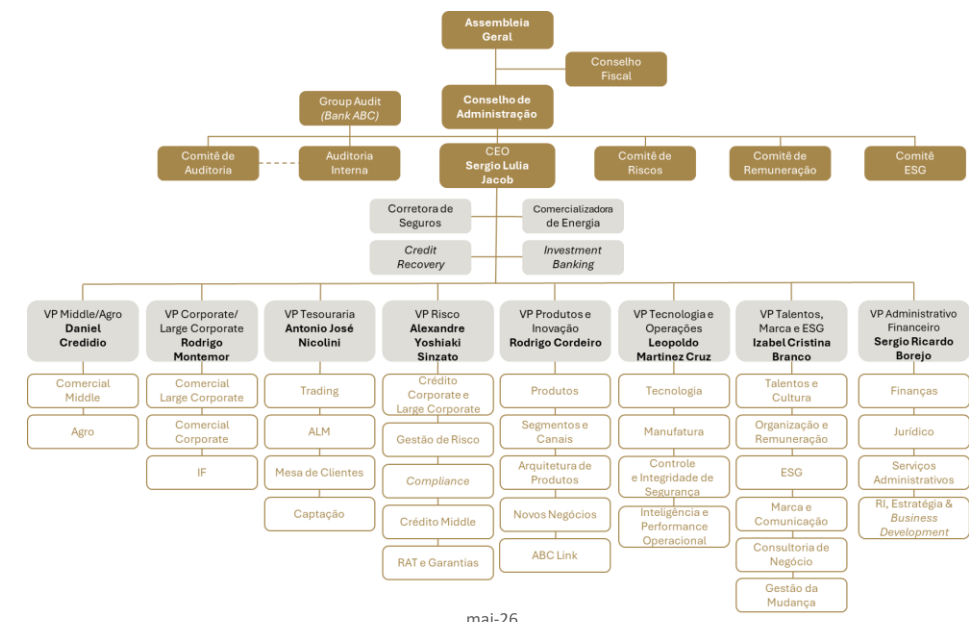 Assembleia
Geral
Conselho
Fiscal
Group Audit
(Bank ABC)
Conselho de
Administração
Comitê de
Auditoria
Auditoria
Interna
CEO
Sergio Lulia
Jacob
Comitê de
Riscos
Comitê de
Remuneração
Comitê
ESG
Corretora de
Seguros
Comercializadora
de Energia
Credit
Recovery
Investment
Banking
VP Middle/Agro
Daniel
Credidio
VP Corporate/
Large Corporate
Rodrigo
Montemor
VP Tesouraria
Antonio José
Nicolini
VP Risco
Alexandre
Yoshiaki
Sinzato
VP Produtos e
Inovação
Rodrigo Cordeiro
VP Tecnologia e
Operações
Leopoldo
Martinez Cruz
VP Talentos,
Marca e ESG
Izabel Cristina
Branco
VP Administrativo
Financeiro
Sergio Ricardo
Borejo
Comercial
Middle
Agro
Comercial
Large Corporate
Comercial
Corporate
IF
Trading
ALM
Mesa de Clientes
Captação
Crédito
Corporate e
Large Corporate
Gestão de Risco
Compliance
Crédito Middle
RAT e Garantias
Produtos
Segmentos e
Canais
Arquitetura de
Produtos
Novos Negócios
ABC Link
Tecnologia
Manufatura
Controle
e Integridade de
Segurança
Inteligência e
Performance
Operacional
Talentos e
Cultura
Organização e
Remuneração
ESG
Marca e
Comunicação
Consultoria de
Negócio
Gestão da
Mudança
Finanças
Jurídico
Serviços
Administrativos
RI, Estratégia &
Business
Development
mai-26